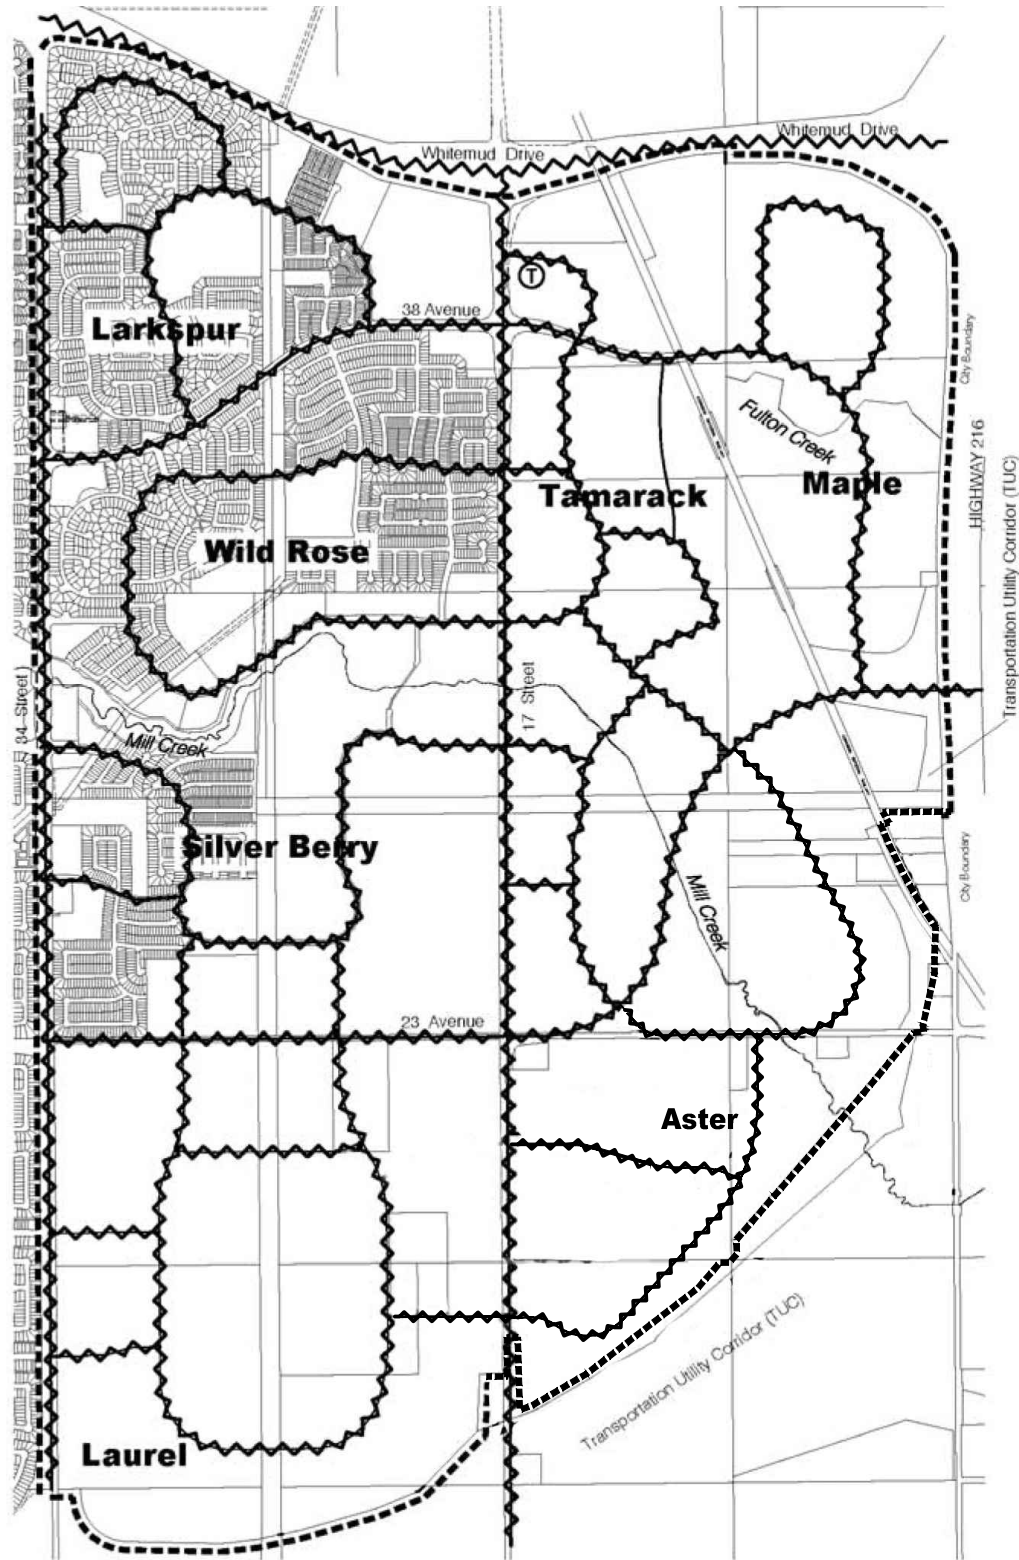 Whitemud Drive
Whitemud Drive
T
38 Avenue
Larkspur
City Boundary
Fulton Creek
HIGHWAY 216
Maple
Tamarack
Wild Rose
Transportation Utility Corridor (TUC)
34 Street
17 Street
Mill Creek
Silver Berry
City Boundary
Mill Creek
23 Avenue
Aster
Transportation Utility Corridor (TUC)
Laurel